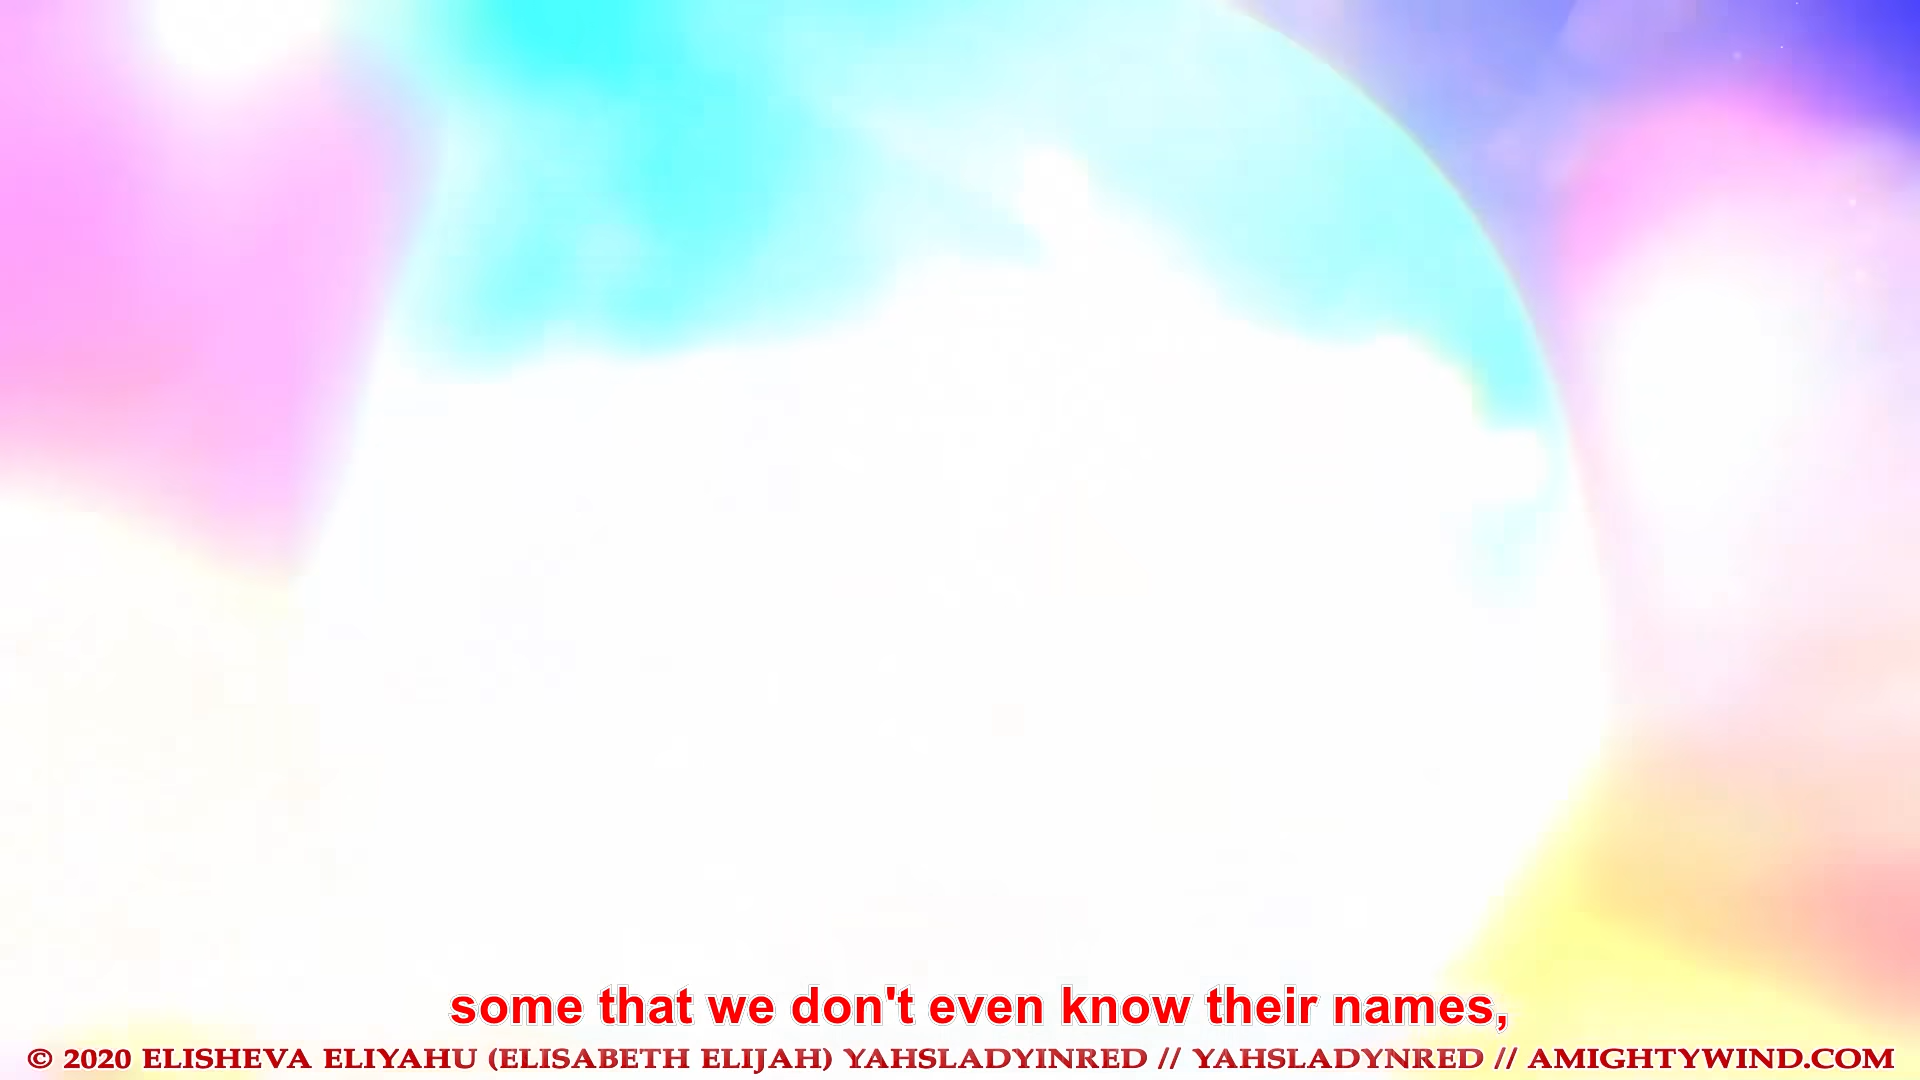 some that we don't even know their names,
© 2020 ELISHEVA ELIYAHU (ELISABETH ELIJAH) YAHSLADYINRED // YAHSLADYNRED // AMIGHTYWIND.COM